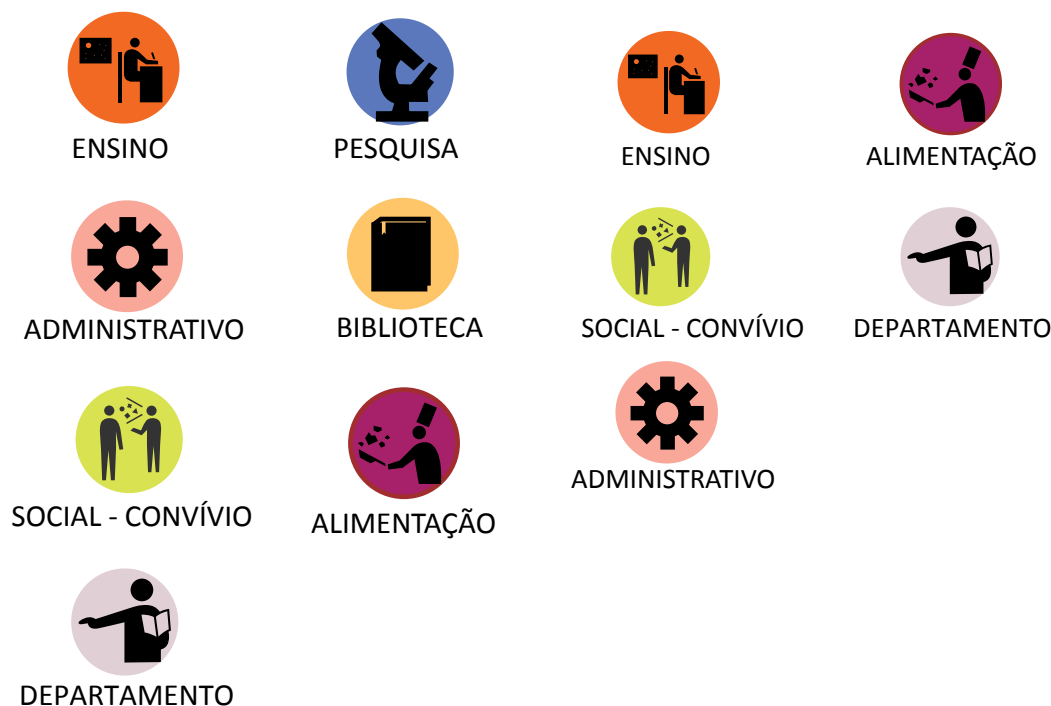 ENSINO
PESQUISA
ADMINISTRATIVO
BIBLIOTECA
SOCIAL - CONVÍVIO
ALIMENTAÇÃO
DEPARTAMENTO
ENSINO
ALIMENTAÇÃO
SOCIAL - CONVÍVIO
DEPARTAMENTO
ADMINISTRATIVO